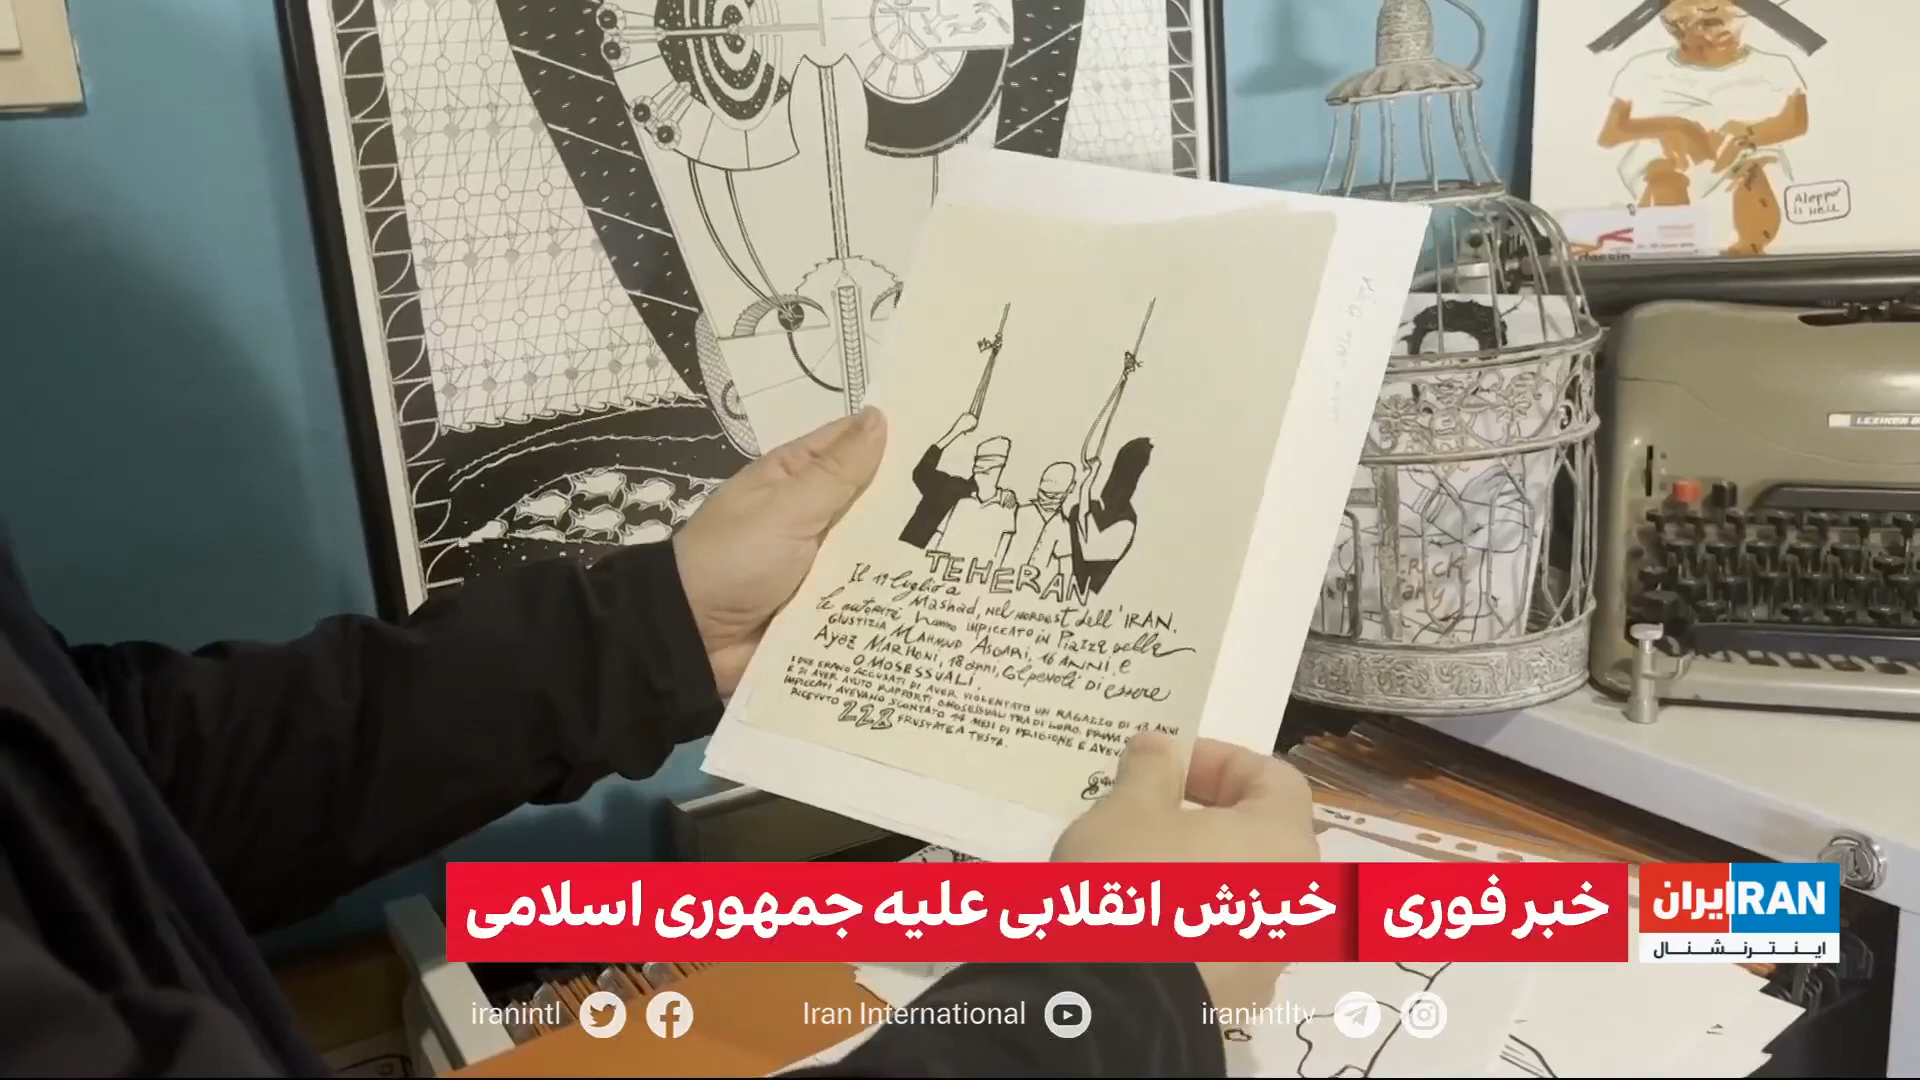 Aleppo
is Hell
LEXIKON
TEHERAN
Il 19 luglio a Mashad, nel nordest dell'IRAN.
le autorità hanno impiccato in Piazza della
GIUSTIZIA MAHMUD ASGARI, 16 ANNI e
Ayaz MARHONI, 18 anni, Colpevoli Di essere
OMOSESSUALI.
I DUE ERANO ACCUSATI DI AVER VIOLENTATO UN RAGAZZO DI 13 ANNI
E DI AVER AVUTO RAPPORTI OMOSESSUALI TRA DI LORO. PRIMA D
IMPICCATI AVEVANO SCONTATO 14 MESI DI PRIGIONE E AVEV
RICEVUTO 228 FRUSTATE A TESTA.
خبر فوری
خیزش انقلابی علیه جمهوری اسلامی
ایران IRAN
اینترنشنال
iranintl
Iran International
iranintltv